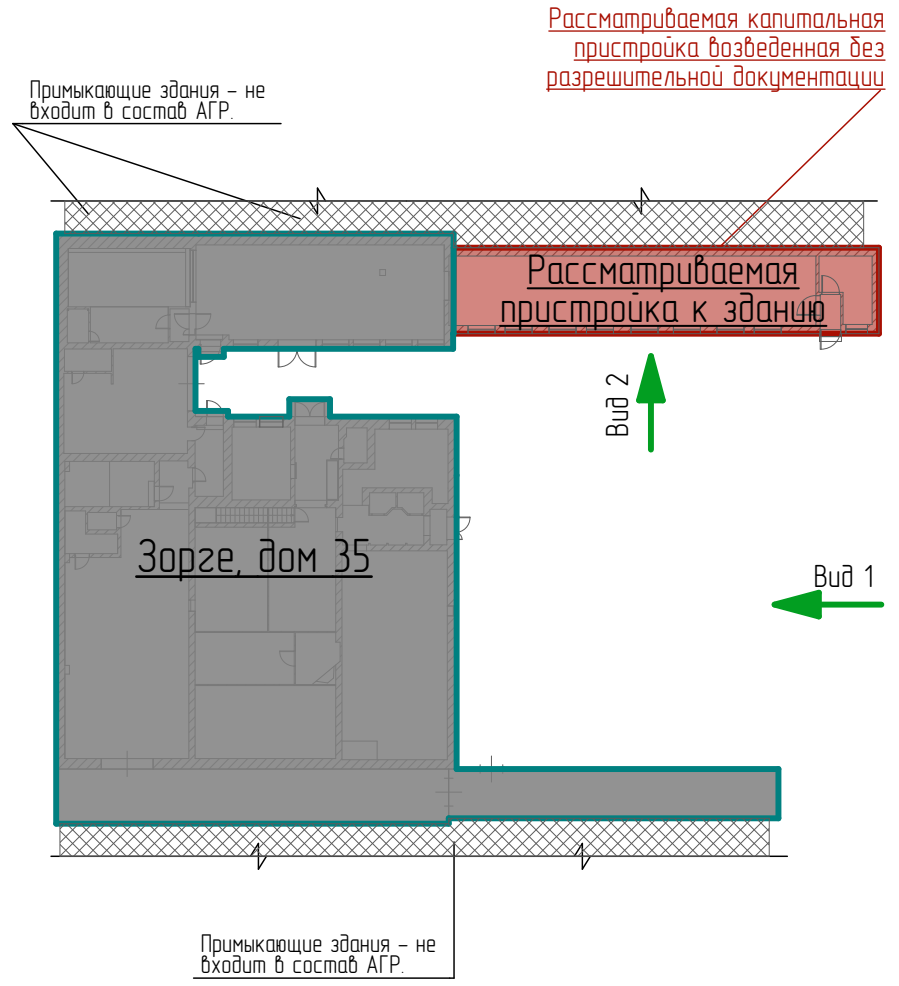 Рассматриваемая капитальная
пристройка возведенная без
разрешительной документации
Примыкающие здания – не
входит в состав АГР.
Рассматриваемая
пристройка к зданию
Вид 2
Зорге, дом 35
Вид 1
Примыкающие здания – не
входит в состав АГР.